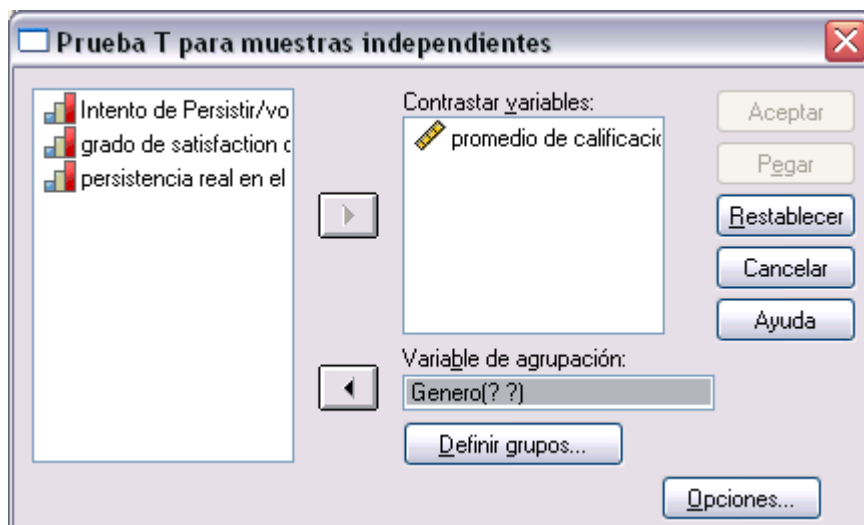 Prueba T para muestras independientes
Intento de Persistir/vo
grado de satisfaction c
persistencia real en el
Contrastar variables:
promedio de calificacio
Variable de agrupación:
Genero(? ?)
Definir grupos...
Aceptar
Pegar
Restablecer
Cancelar
Ayuda
Opciones...